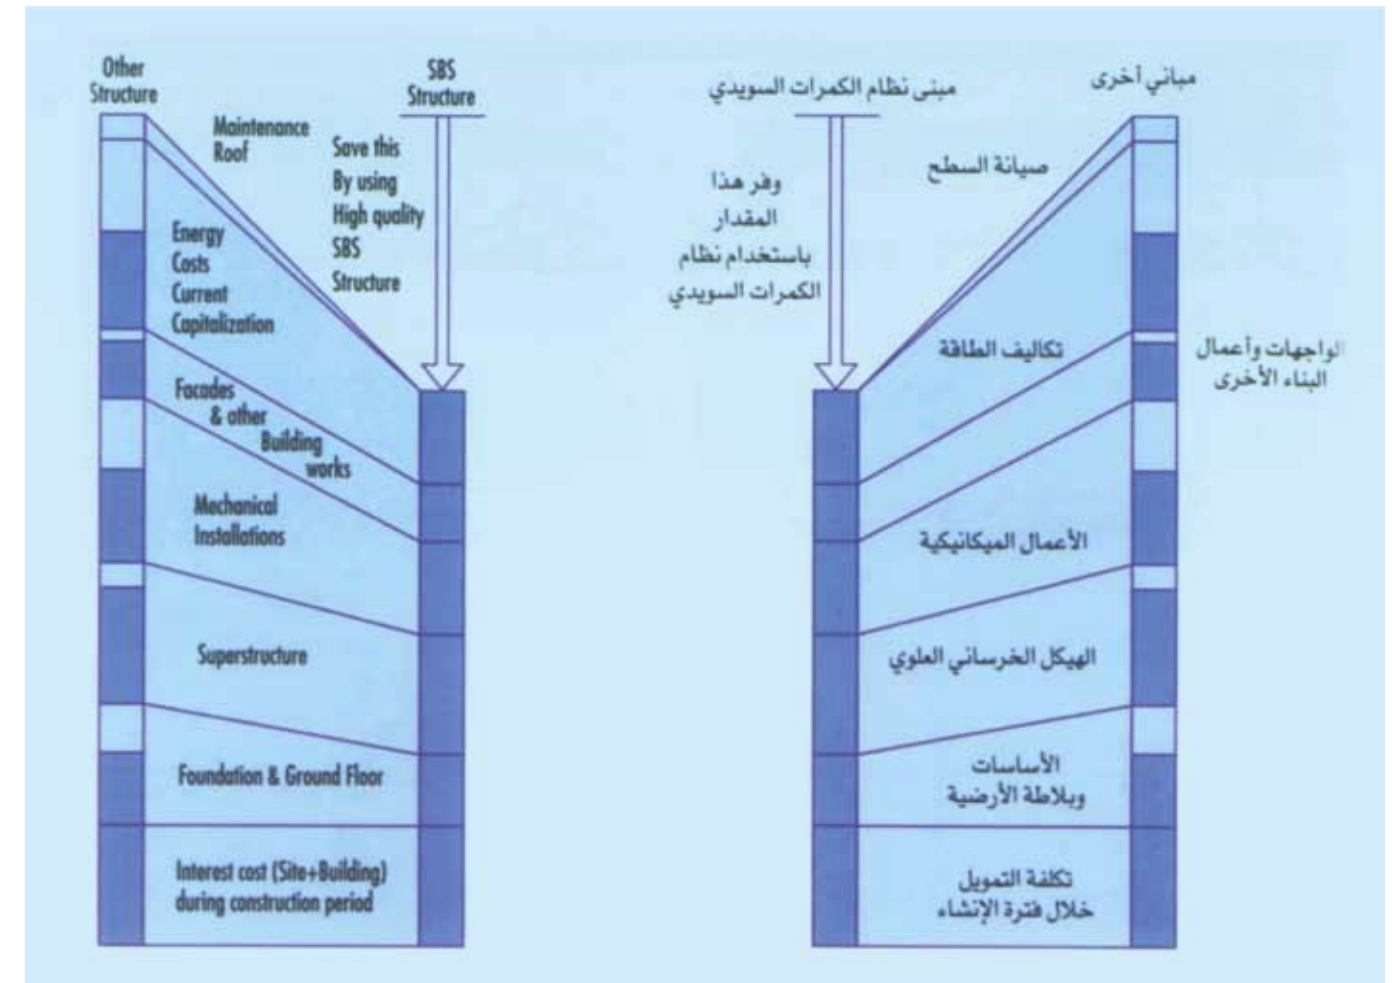 Other
Structure
SBS
Structure
Maintenance
Roof
Save this
By using
High quality
SBS
Structure
Energy
Costs
Current
Capitalization
Facades
& other
Building
works
Mechanical
Installations
Superstructure
Foundation & Ground Floor
Interest cost (Site+Building)
during construction period
مباني أخرى
مبنى نظام الكمرات السويدي
صيانة السطح
وفر هذا
المقدار
باستخدام نظام
الكمرات السويدي
تكاليف الطاقة
الواجهات وأعمال
البناء الأخرى
الأعمال الميكانيكية
الهيكل الخرساني العلوي
الأساسات
وبلاطة الأرضية
تكلفة التمويل
خلال فترة الإنشاء